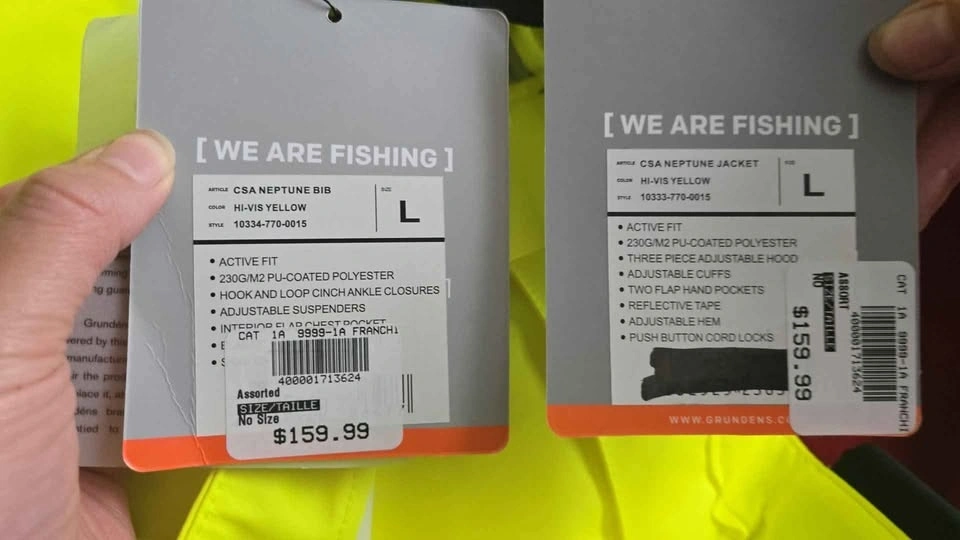 [ WE ARE FISHING ]
ARTICLE CSA NEPTUNE BIB
COLOR HI-VIS YELLOW
STYLE 10334-770-0015
SIZE
L
• ACTIVE FIT
• 230G/M2 PU-COATED POLYESTER
• HOOK AND LOOP CINCH ANKLE CLOSURES
• ADJUSTABLE SUSPENDERS
• INTERIOR FLAP CHEST POCKET
CAT 1A 9999-1A FRANCHI
400001713624
Assorted
SIZE/TAILLE
No Size
$159.99
[ WE ARE FISHING ]
ARTICLE CSA NEPTUNE JACKET
COLOR HI-VIS YELLOW
STYLE 10333-770-0015
SIZE
L
• ACTIVE FIT
• 230G/M2 PU-COATED POLYESTER
• THREE PIECE ADJUSTABLE HOOD
• ADJUSTABLE CUFFS
• TWO FLAP HAND POCKETS
• REFLECTIVE TAPE
• ADJUSTABLE HEM
• PUSH BUTTON CORD LOCKS
WWW.GRUNDENS.CO
CAT 1A 9999-1A FRANCHI
400001713624
ASSORT
NO
$159.99